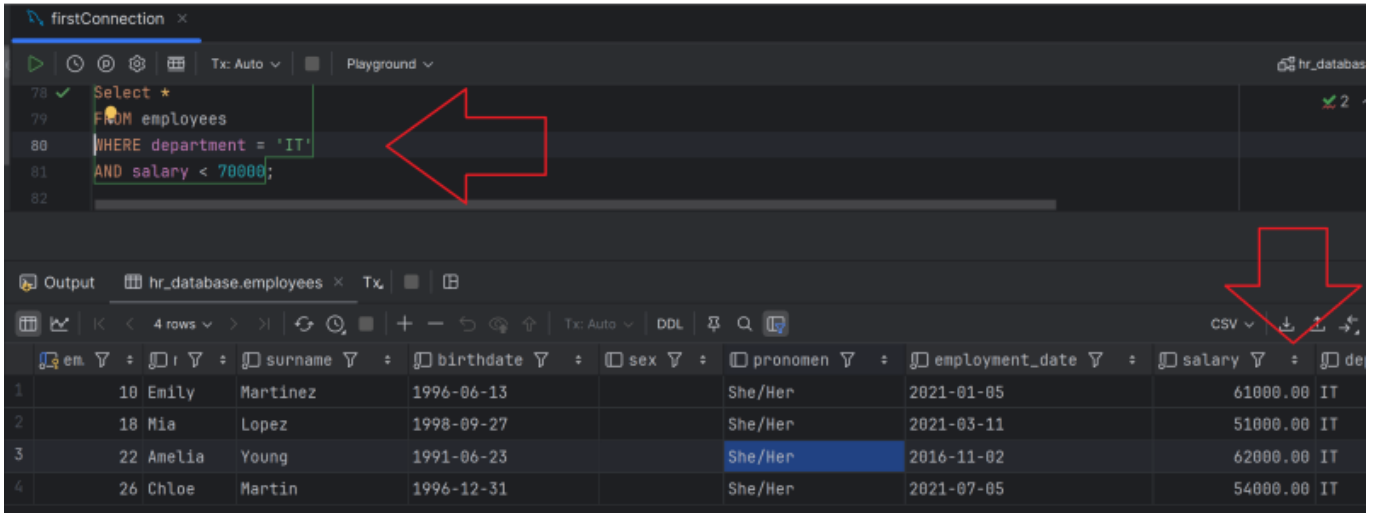 firstConnection
Tx: Auto Playground hr_databas
78 Select *
2
79 FROM employees
80 WHERE department = 'IT'
81 AND salary < 70000;
82
Output hr_database.employees Tx
4 rows Tx: Auto DDL CSV
em. r surname birthdate sex pronomen employment_date salary de
1 10 Emily Martinez 1996-06-13 She/Her 2021-01-05 61000.00 IT
2 18 Mia Lopez 1998-09-27 She/Her 2021-03-11 51000.00 IT
3 22 Amelia Young 1991-06-23 She/Her 2016-11-02 62000.00 IT
4 26 Chloe Martin 1996-12-31 She/Her 2021-07-05 54000.00 IT